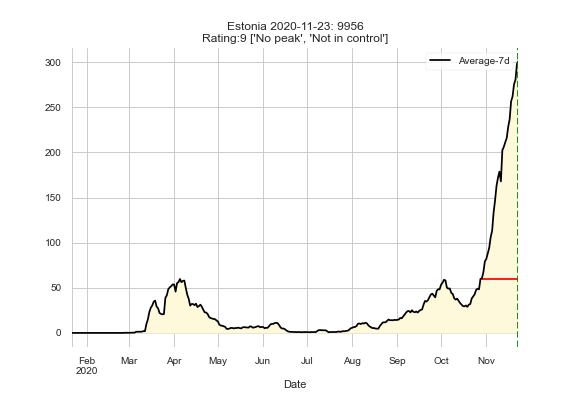 Estonia 2020-11-23: 9956
Rating:9 ['No peak', 'Not in control']
Average-7d
300
250
200
150
100
50
0
Feb Mar Apr May Jun Jul Aug Sep Oct Nov
2020
Date